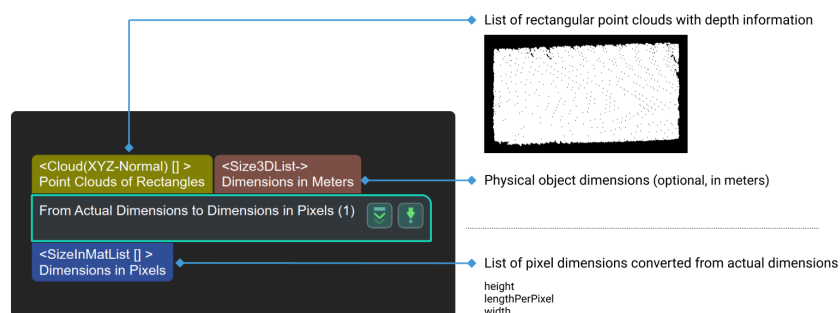 List of rectangular point clouds with depth information
<Cloud(XYZ-Normal) [] >
Point Clouds of Rectangles
<Size3DList->
Dimensions in Meters
Physical object dimensions (optional, in meters)
From Actual Dimensions to Dimensions in Pixels (1)
<SizeInMatList [] >
Dimensions in Pixels
List of pixel dimensions converted from actual dimensions
height
lengthPerPixel
width